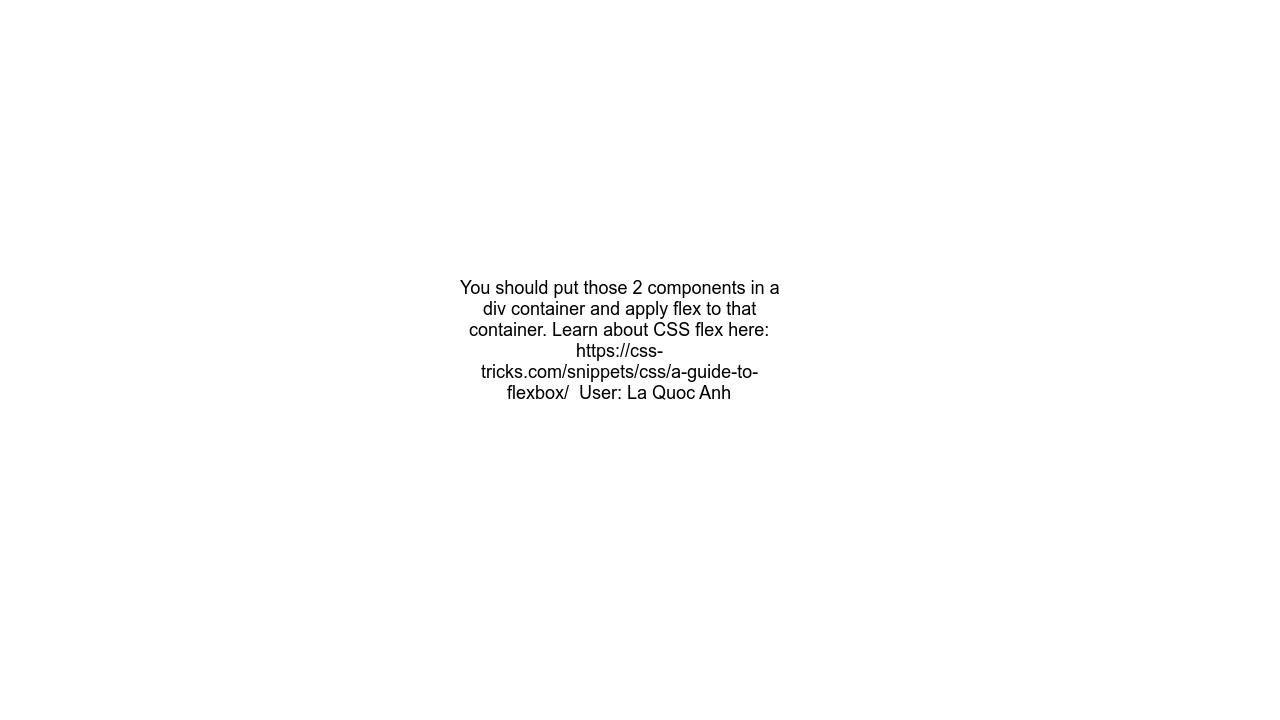 You should put those 2 components in a
div container and apply flex to that
container. Learn about CSS flex here:
https://css-
tricks.com/snippets/css/a-guide-to-
flexbox/  User: La Quoc Anh